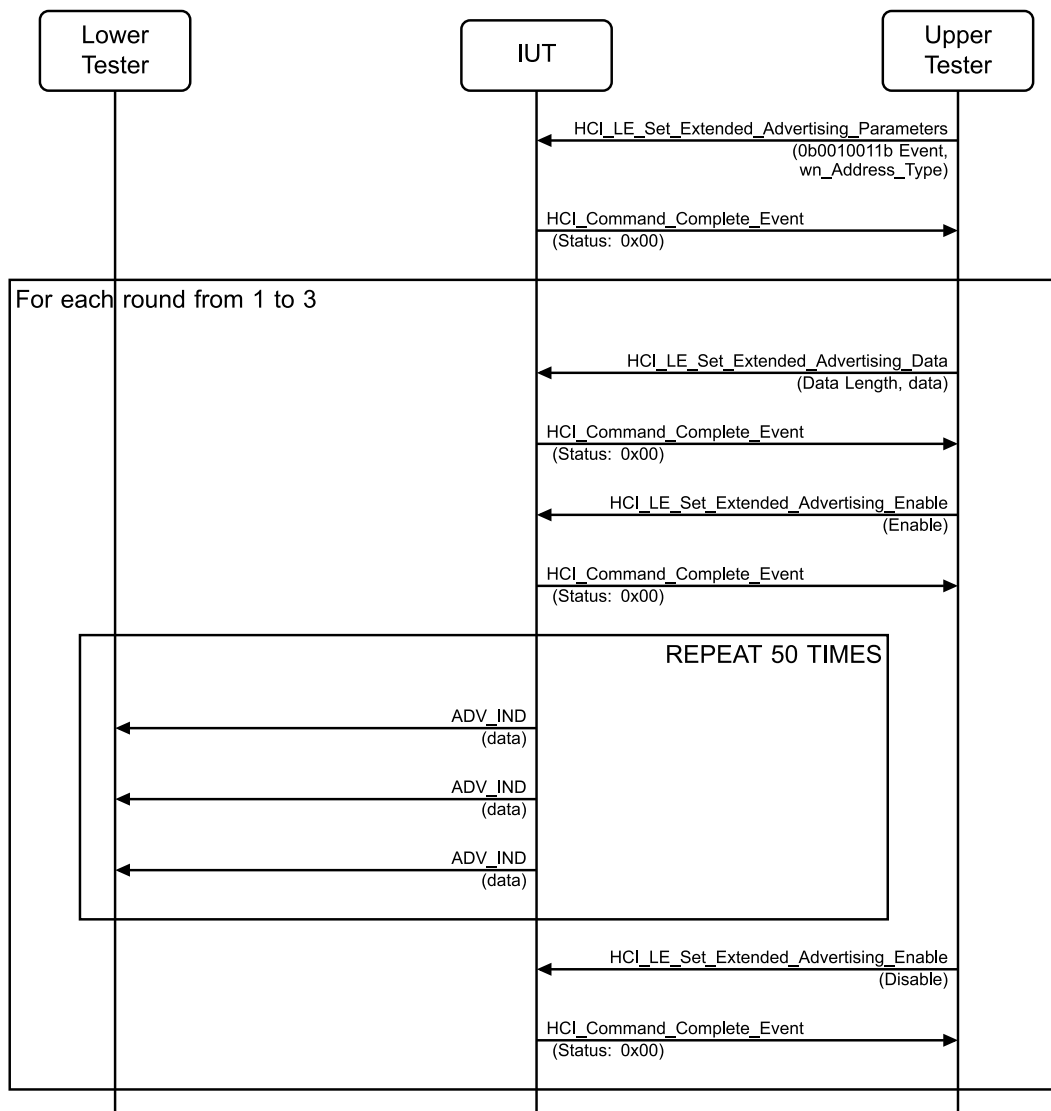 Lower
Tester
IUT
Upper
Tester
HCI_LE_Set_Extended_Advertising_Parameters
(0b0010011b Event,
wn_Address_Type)
HCI_Command_Complete_Event
(Status: 0x00)
For each round from 1 to 3
HCI_LE_Set_Extended_Advertising_Data
(Data Length, data)
HCI_Command_Complete_Event
(Status: 0x00)
HCI_LE_Set_Extended_Advertising_Enable
(Enable)
HCI_Command_Complete_Event
(Status: 0x00)
REPEAT 50 TIMES
ADV_IND
(data)
ADV_IND
(data)
ADV_IND
(data)
HCI_LE_Set_Extended_Advertising_Enable
(Disable)
HCI_Command_Complete_Event
(Status: 0x00)